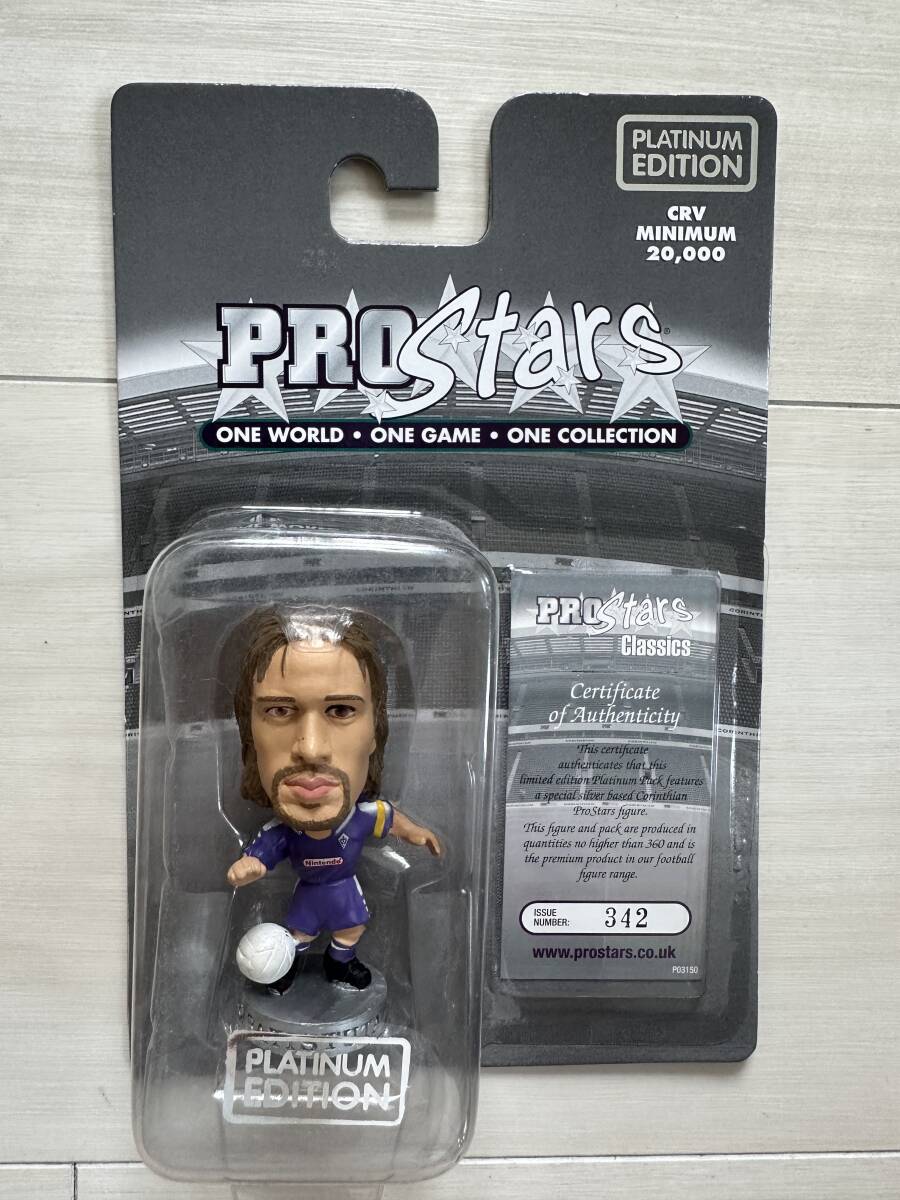 PLATINUM
EDITION
CRV
MINIMUM
20,000
PROStars®
ONE WORLD • ONE GAME • ONE COLLECTION
PROStars
Classics
Certificate
of Authenticity
This certificate
authenticates that this
limited edition Platinum Pack features
a special silver based Corinthian
ProStars figure.
This figure and pack are produced in
quantities no higher than 360 and is
the premium product in our football
figure range.
ISSUE
NUMBER:
342
www.prostars.co.uk
P03150
Nintendo
PLATINUM
EDITION